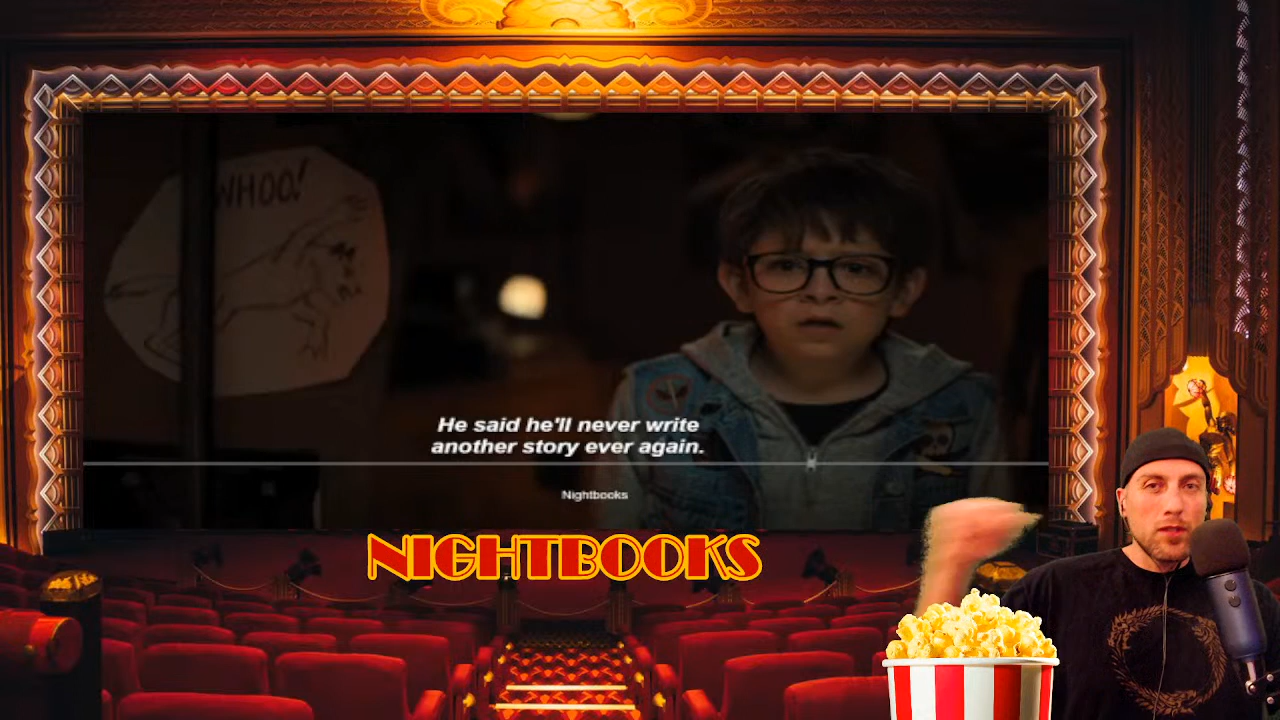 WHOO!
He said he'll never write
another story ever again.
Nightbooks
NIGHTBOOKS